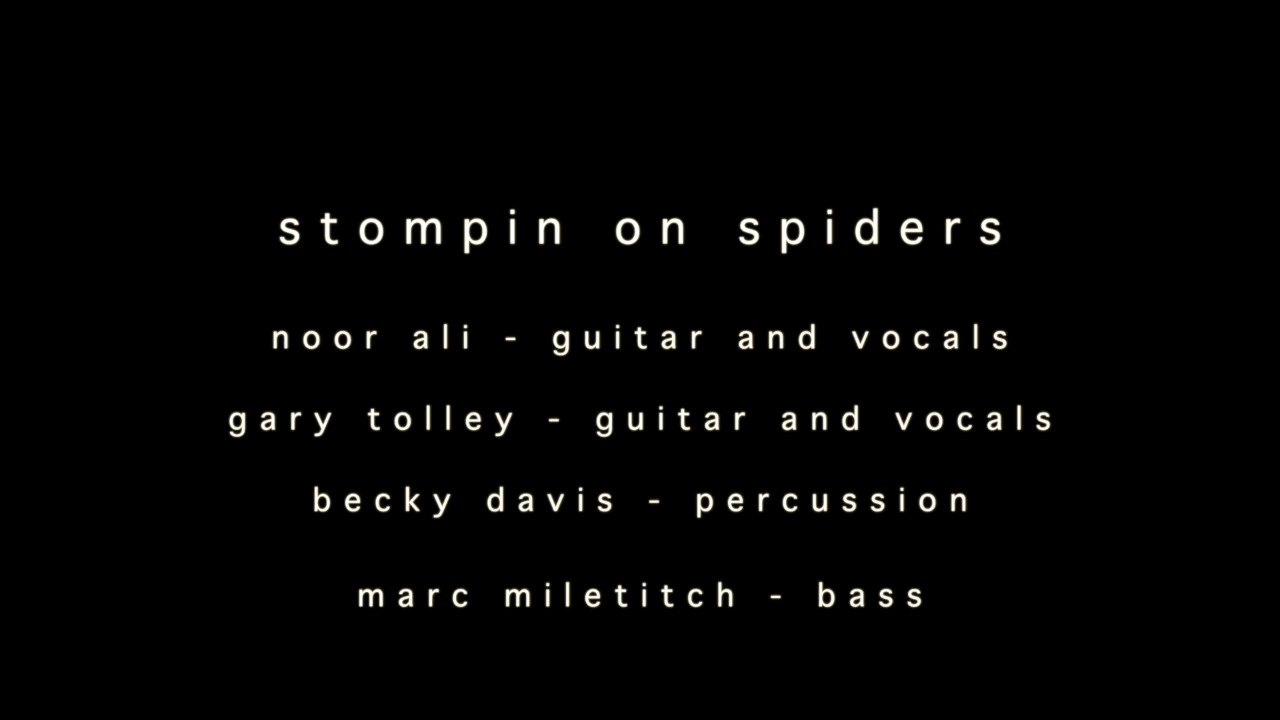 stompin on spiders
noor ali - guitar and vocals
gary tolley - guitar and vocals
becky davis - percussion
marc miletitch - bass